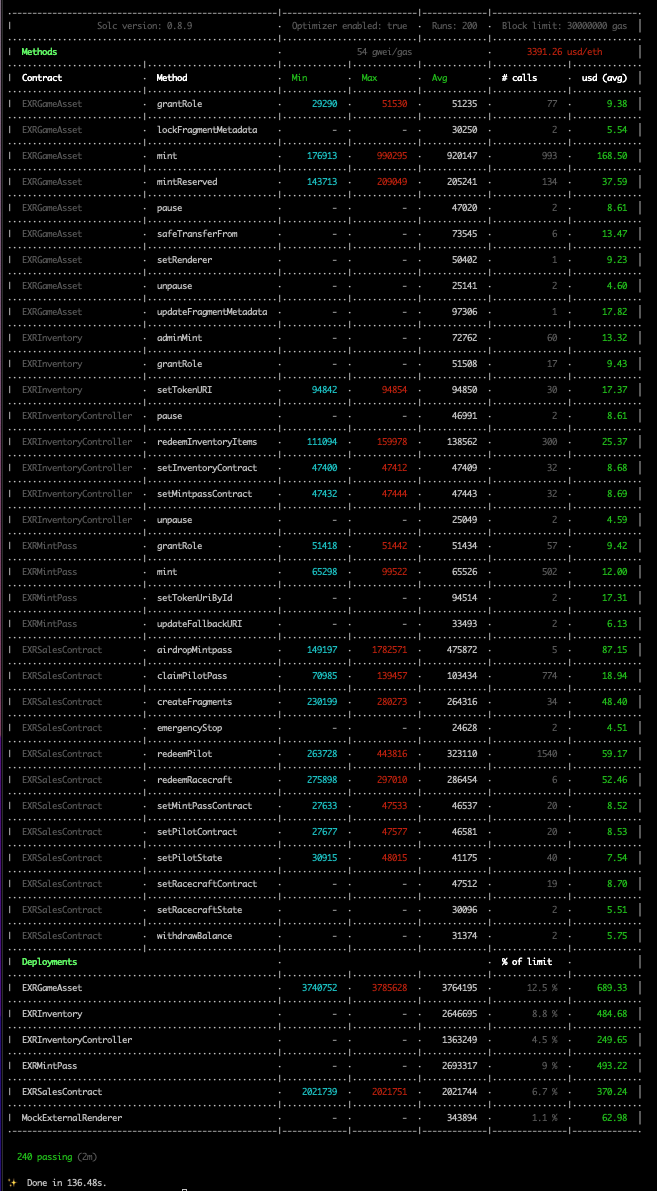 Solc version: 0.8.9 · Optimizer enabled: true · Runs: 200 · Block limit: 30000000 gas
Methods · 54 gwei/gas · 3391.26 usd/eth
Contract · Method · Min · Max · Avg · # calls · usd (avg)
EXRGameAsset · grantRole · 29290 · 51530 · 51235 · 77 · 9.38
EXRGameAsset · lockFragmentMetadata · - · - · 30250 · 2 · 5.54
EXRGameAsset · mint · 176913 · 990295 · 920147 · 993 · 168.50
EXRGameAsset · mintReserved · 143713 · 209049 · 205241 · 134 · 37.59
EXRGameAsset · pause · - · - · 47020 · 2 · 8.61
EXRGameAsset · safeTransferFrom · - · - · 73545 · 6 · 13.47
EXRGameAsset · setRenderer · - · - · 50402 · 1 · 9.23
EXRGameAsset · unpause · - · - · 25141 · 2 · 4.60
EXRGameAsset · updateFragmentMetadata · - · - · 97306 · 1 · 17.82
EXRInventory · adminMint · - · - · 72762 · 60 · 13.32
EXRInventory · grantRole · - · - · 51508 · 17 · 9.43
EXRInventory · setTokenURI · 94842 · 94854 · 94850 · 30 · 17.37
EXRInventoryController · pause · - · - · 46991 · 2 · 8.61
EXRInventoryController · redeemInventoryItems · 111094 · 159978 · 138562 · 300 · 25.37
EXRInventoryController · setInventoryContract · 47400 · 47412 · 47409 · 32 · 8.68
EXRInventoryController · setMintpassContract · 47432 · 47444 · 47443 · 32 · 8.69
EXRInventoryController · unpause · - · - · 25049 · 2 · 4.59
EXRMintPass · grantRole · 51418 · 51442 · 51434 · 57 · 9.42
EXRMintPass · mint · 65298 · 99522 · 65526 · 502 · 12.00
EXRMintPass · setTokenUriById · - · - · 94514 · 2 · 17.31
EXRMintPass · updateFallbackURI · - · - · 33493 · 2 · 6.13
EXRSalesContract · airdropMintpass · 149197 · 1782571 · 475872 · 5 · 87.15
EXRSalesContract · claimPilotPass · 70985 · 139457 · 103434 · 774 · 18.94
EXRSalesContract · createFragments · 230199 · 280273 · 264316 · 34 · 48.40
EXRSalesContract · emergencyStop · - · - · 24628 · 2 · 4.51
EXRSalesContract · redeemPilot · 263728 · 443816 · 323110 · 1540 · 59.17
EXRSalesContract · redeemRacecraft · 275898 · 297010 · 286454 · 6 · 52.46
EXRSalesContract · setMintPassContract · 27633 · 47533 · 46537 · 20 · 8.52
EXRSalesContract · setPilotContract · 27677 · 47577 · 46581 · 20 · 8.53
EXRSalesContract · setPilotState · 30915 · 48015 · 41175 · 40 · 7.54
EXRSalesContract · setRacecraftContract · - · - · 47512 · 19 · 8.70
EXRSalesContract · setRacecraftState · - · - · 30096 · 2 · 5.51
EXRSalesContract · withdrawBalance · - · - · 31374 · 2 · 5.75
Deployments · % of limit
EXRGameAsset · 3740752 · 3785628 · 3764195 · 12.5 % · 689.33
EXRInventory · - · - · 2646695 · 8.8 % · 484.68
EXRInventoryController · - · - · 1363249 · 4.5 % · 249.65
EXRMintPass · - · - · 2693317 · 9 % · 493.22
EXRSalesContract · 2021739 · 2021751 · 2021744 · 6.7 % · 370.24
MockExternalRenderer · - · - · 343894 · 1.1 % · 62.98
240 passing (2m)
✨ Done in 136.48s.